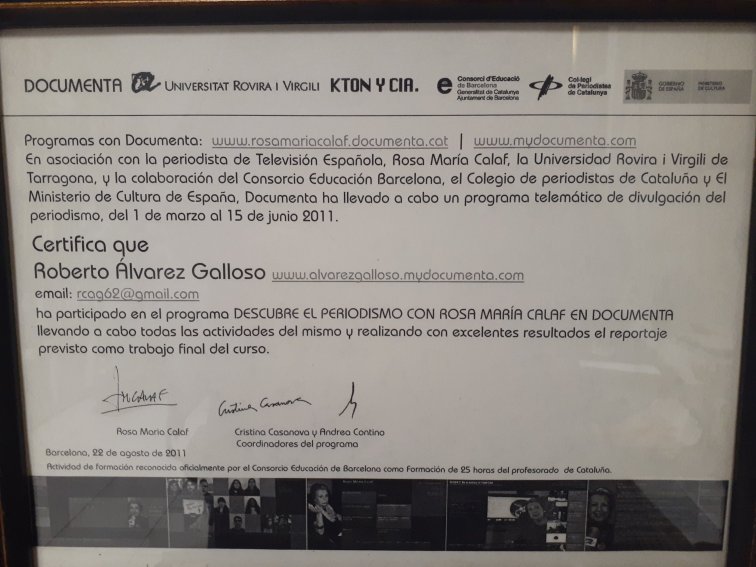 DOCUMENTA UNIVERSITAT ROVIRA I VIRGILI KTON Y CIA.
Consorci d'Educació
de Barcelona
Generalitat de Catalunya
Ajuntament de Barcelona
Col·legi
de Periodistes
de Catalunya
GOBIERNO
DE ESPAÑA
MINISTERIO
DE CULTURA
Programas con Documenta: www.rosamariacalaf.documenta.cat | www.mydocumenta.com
En asociación con la periodista de Televisión Española, Rosa María Calaf, la Universidad Rovira i Virgili de
Tarragona, y la colaboración del Consorcio Educación Barcelona, el Colegio de periodistas de Cataluña y El
Ministerio de Cultura de España, Documenta ha llevado a cabo un programa telemático de divulgación del
periodismo, del 1 de marzo al 15 de junio 2011.
Certifica que
Roberto Álvarez Galloso www.alvarezgalloso.mydocumenta.com
email: rcag62@gmail.com
ha participado en el programa DESCUBRE EL PERIODISMO CON ROSA MARÍA CALAF EN DOCUMENTA
llevando a cabo todas las actividades del mismo y realizando con excelentes resultados el reportaje
previsto como trabajo final del curso.
Cristina Casanova
Rosa Maria Calaf
Cristina Casanova y Andrea Contino
Coordinadores del programa
Barcelona, 22 de agosto de 2011
Actividad de formación reconocida oficialmente por el Consorcio Educación de Barcelona como Formación de 25 horas del profesorado de Cataluña.